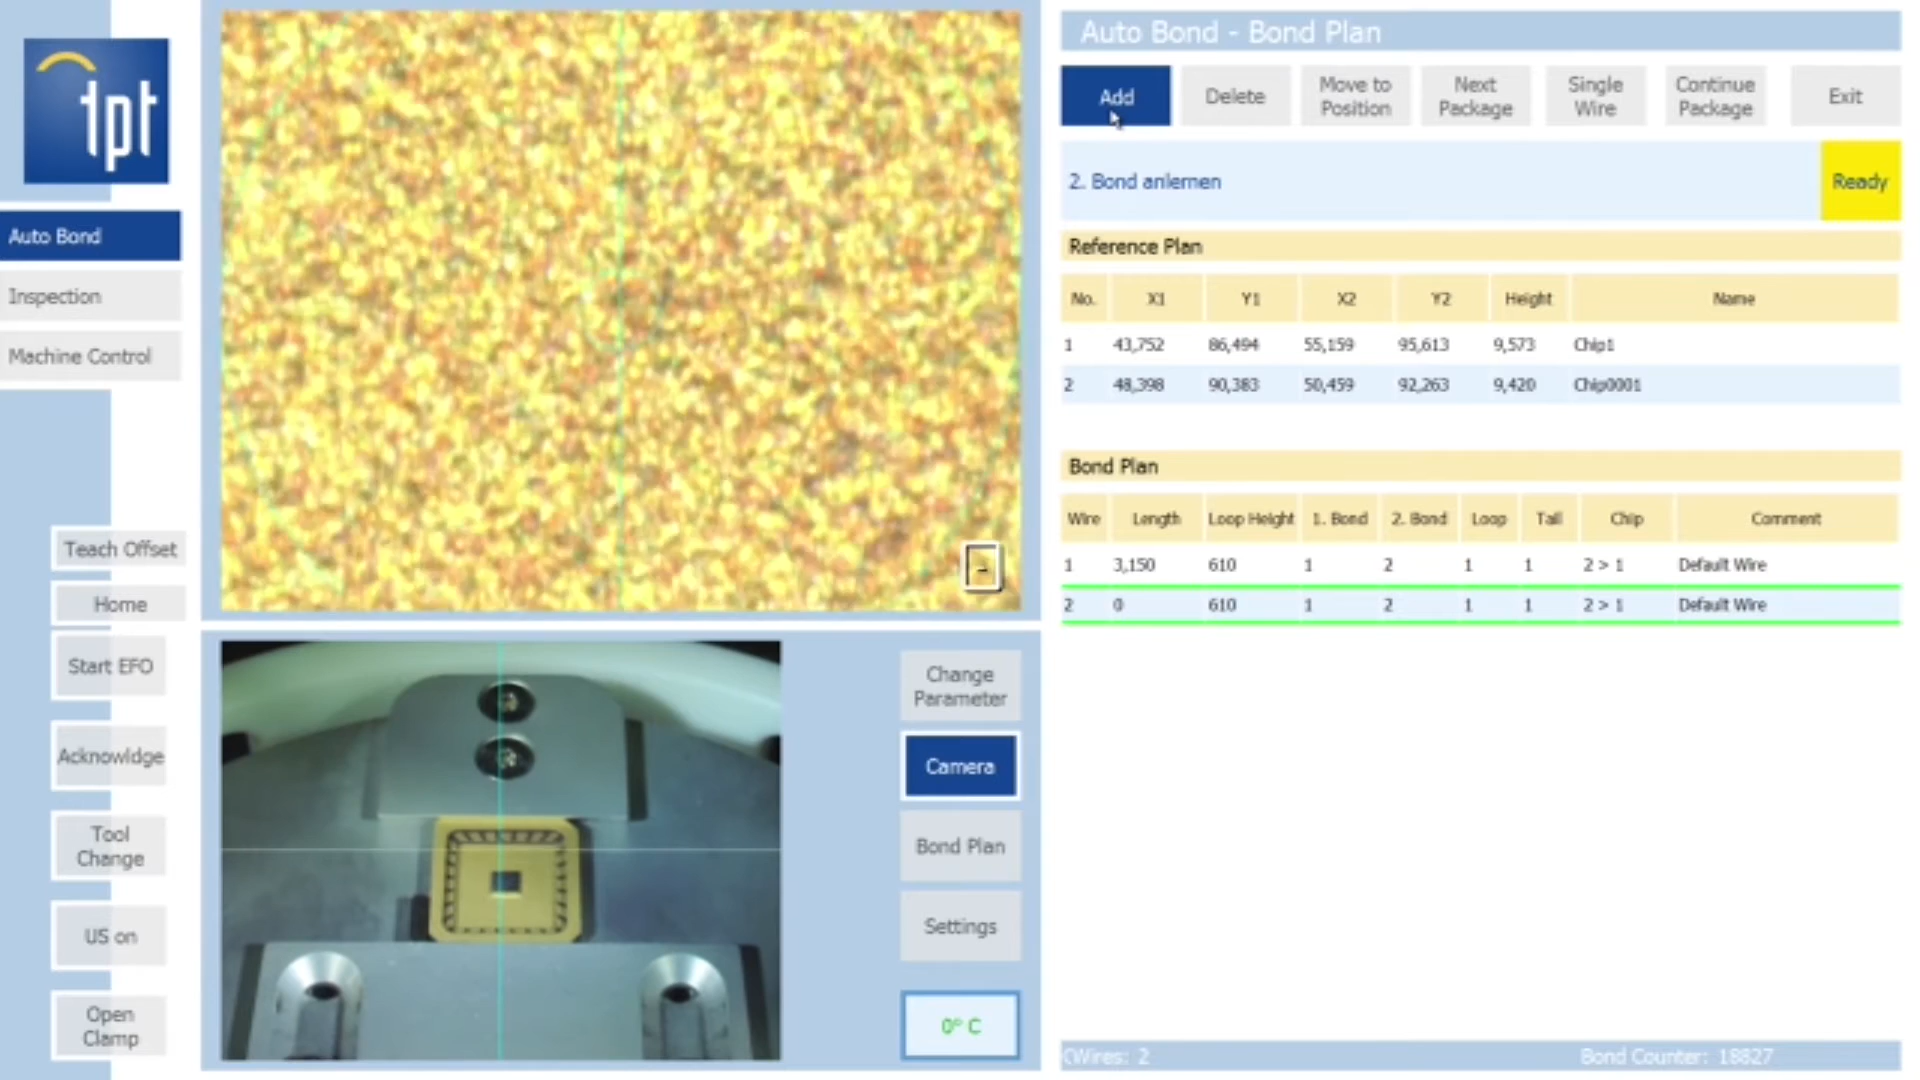 tpt
Auto Bond
Inspection
Machine Control
Teach Offset
Home
Start EFO
Acknowldge
Tool
Change
US on
Open
Clamp
Change
Parameter
Camera
Bond Plan
Settings
0° C
Auto Bond - Bond Plan
Add
Delete
Move to
Position
Next
Package
Single
Wire
Continue
Package
Exit
2. Bond anlernen
Ready
Reference Plan
No. X1 Y1 X2 Y2 Height Name
1 43,752 86,494 55,159 95,613 9,573 Chip1
2 48,398 90,383 50,459 92,263 9,420 Chip0001
Bond Plan
Wire Length Loop Height 1. Bond 2. Bond Loop Tail Chip Comment
1 3,150 610 1 2 1 1 2 > 1 Default Wire
2 0 610 1 2 1 1 2 > 1 Default Wire
Wires: 2 Bond Counter: 18827